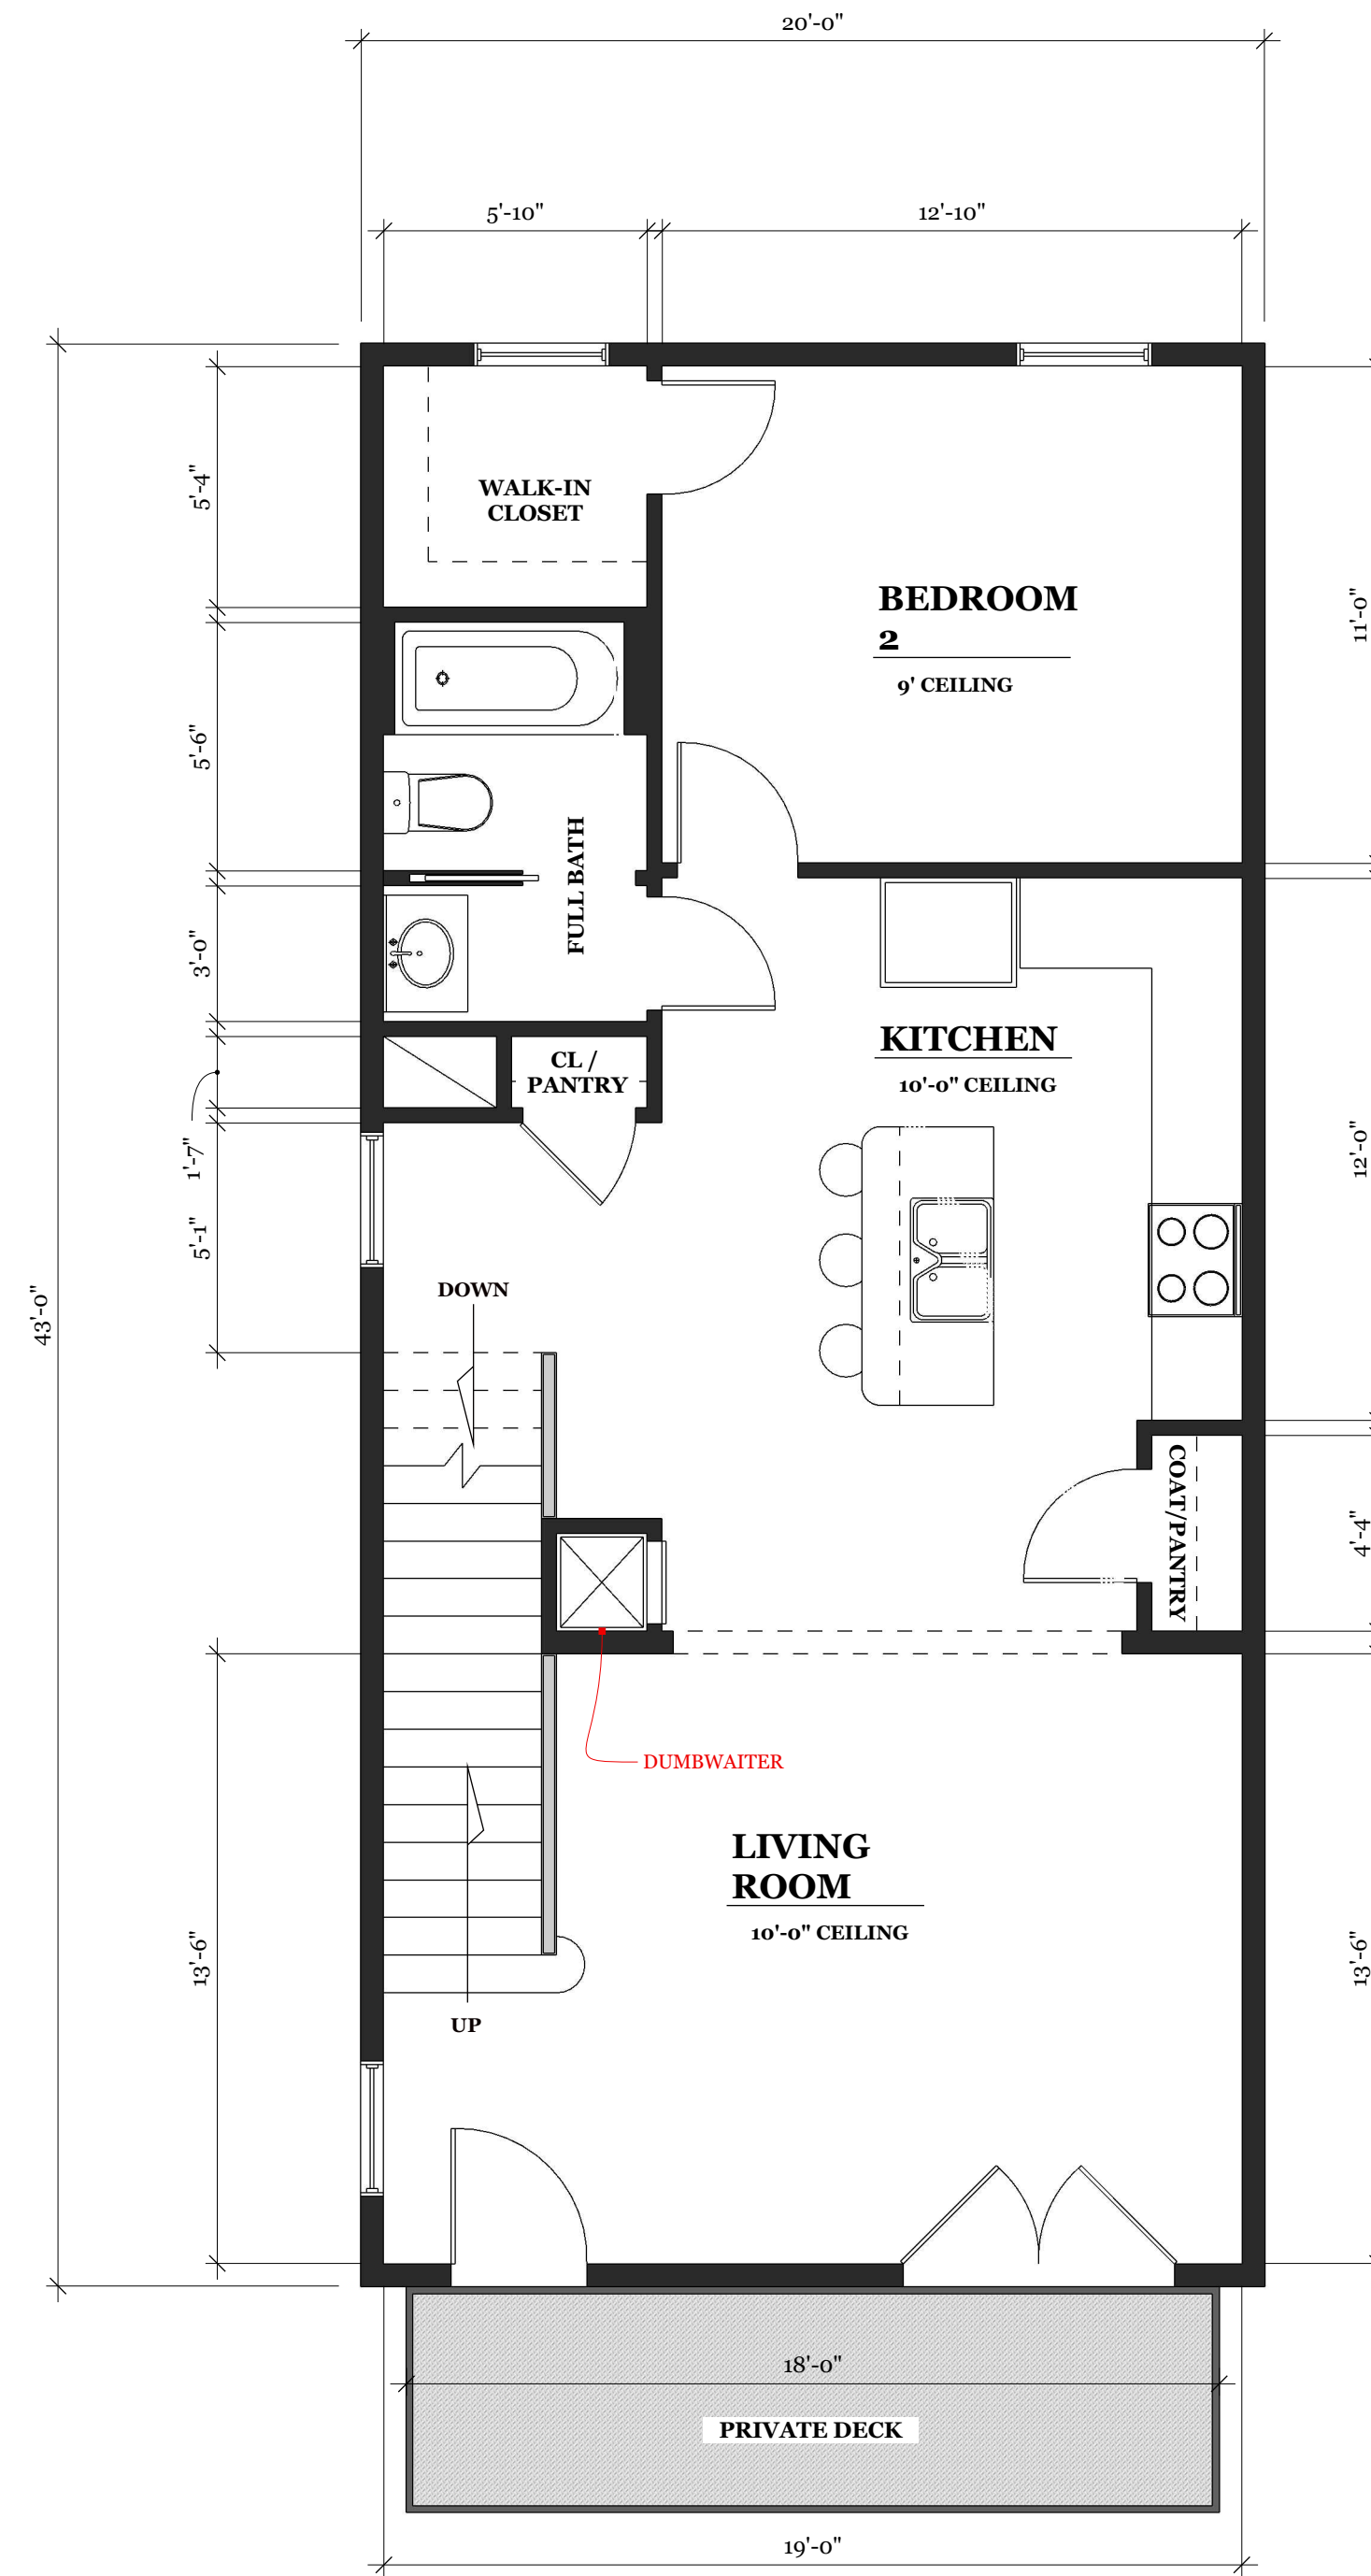 20'-0"
5'-10"
12'-10"
5'-4"
WALK-IN
CLOSET
BEDROOM
2
9' CEILING
11'-0"
5'-6"
FULL BATH
3'-0"
KITCHEN
10'-0" CEILING
CL /
PANTRY
1'-7"
12'-0"
5'-1"
43'-0"
DOWN
COAT/PANTRY
4'-4"
DUMBWAITER
LIVING
ROOM
10'-0" CEILING
13'-6"
13'-6"
UP
18'-0"
PRIVATE DECK
19'-0"